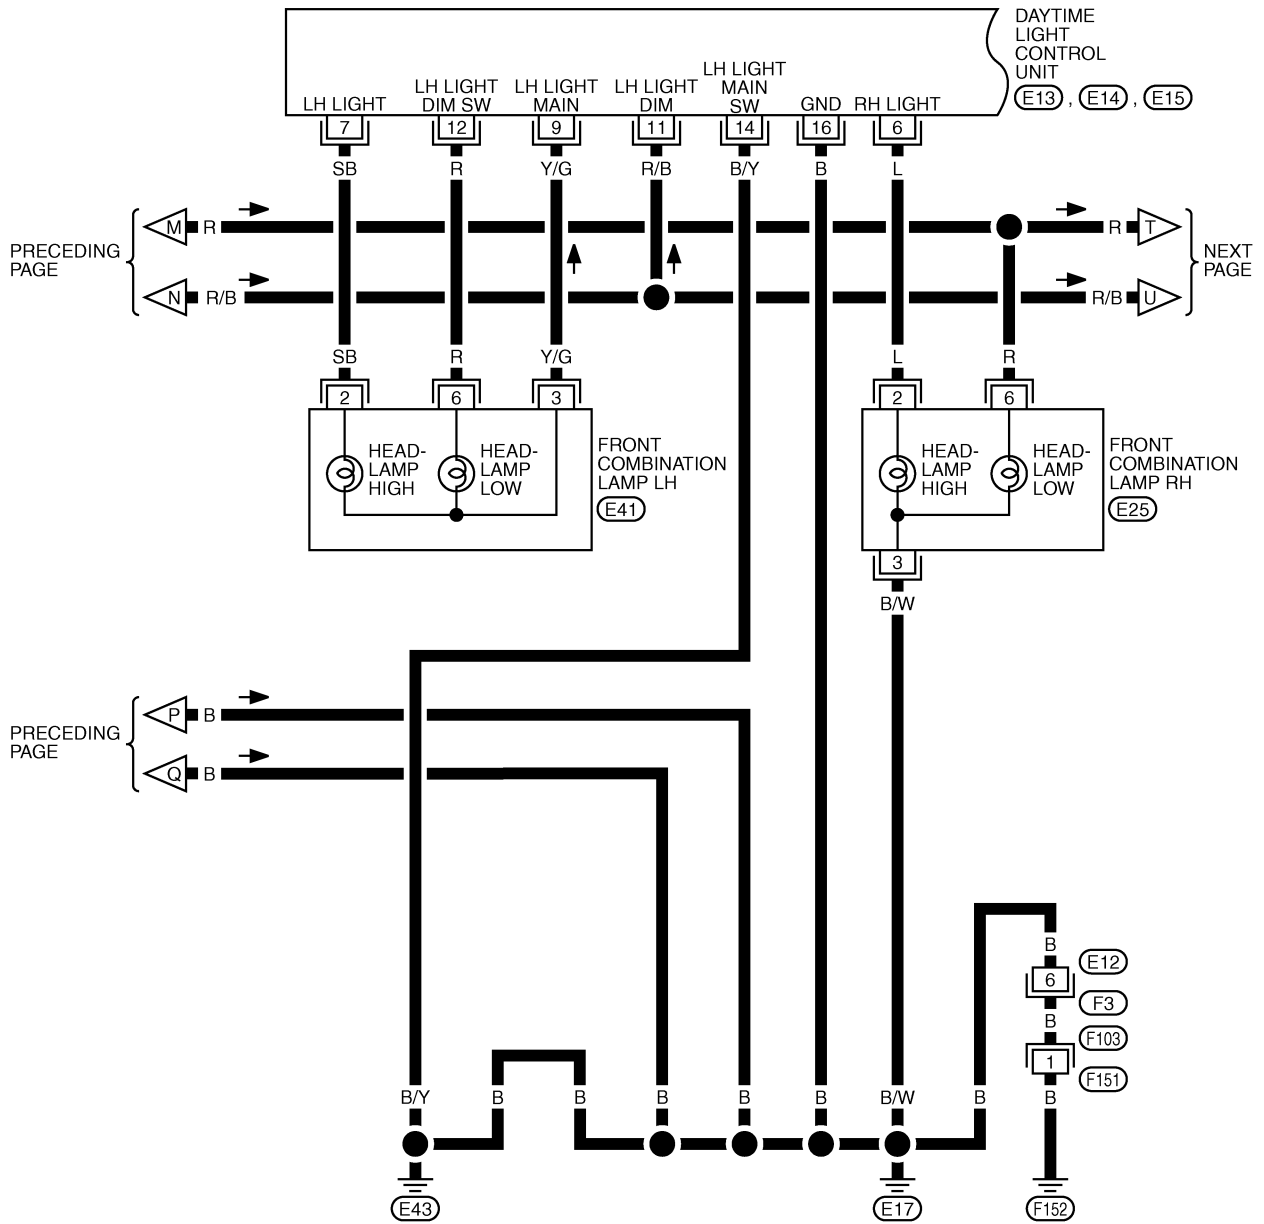 DAYTIME
LIGHT
CONTROL
UNIT
E13 , E14 , E15
LH LIGHT
LH LIGHT
DIM SW
LH LIGHT
MAIN
LH LIGHT
DIM
LH LIGHT
MAIN
SW
GND
RH LIGHT
7 12 9 11 14 16 6
SB R Y/G R/B B/Y B L
PRECEDING
PAGE
M R
N R/B
R T
R/B U
NEXT
PAGE
SB R Y/G L R
2 6 3 2 6
HEAD-
LAMP
HIGH
HEAD-
LAMP
LOW
FRONT
COMBINATION
LAMP LH
E41
HEAD-
LAMP
HIGH
HEAD-
LAMP
LOW
FRONT
COMBINATION
LAMP RH
E25
3
B/W
PRECEDING
PAGE
P B
Q B
B
E12
6
F3
B
F103
1
F151
B/Y B B B B B B/W B B
E43 E17 F152